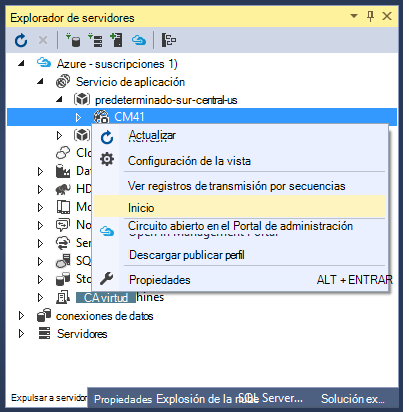 Explorador de servidores
Azure - suscripciones 1)
Servicio de aplicación
predeterminado-sur-central-us
CM41
Actualizar
Configuración de la vista
Ver registros de transmisión por secuencias
Inicio
Circuito abierto en el Portal de administración
Descargar publicar perfil
Propiedades ALT + ENTRAR
Clo
Dat
HD
Mo
No
Ser
SQ
Sto
CA virtud hines
conexiones de datos
Servidores
Expulsar a servidor Propiedades Explosión de la nube SQL Server... Solución ex...